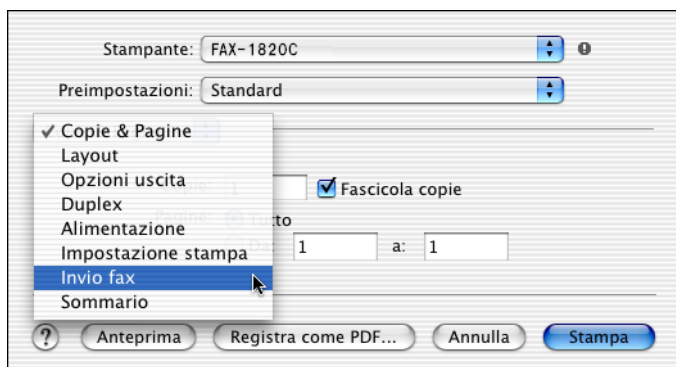 Stampante: FAX-1820C
Preimpostazioni: Standard
✓ Copie & Pagine
Layout
Opzioni uscita
Duplex
Alimentazione
Impostazione stampa
Invio fax
Sommario
1 Fascicola copie
Tutto
1 a: 1
? Anteprima Registra come PDF... Annulla Stampa